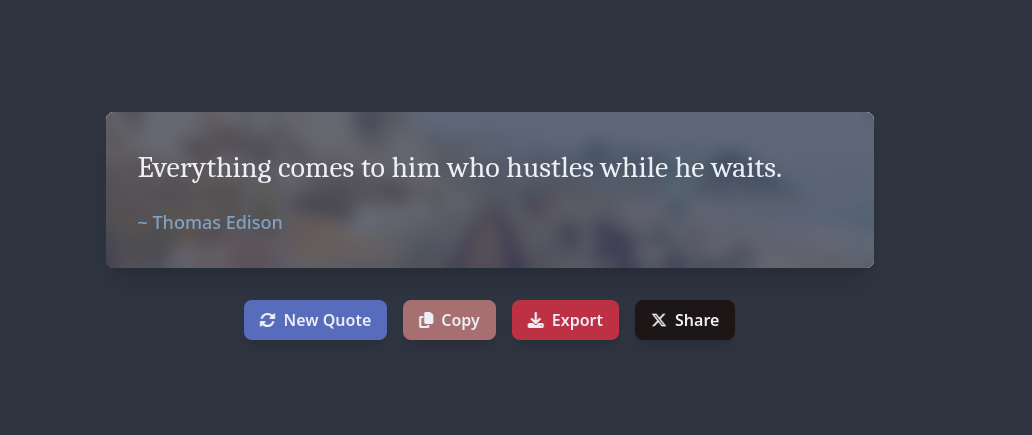 Everything comes to him who hustles while he waits.
~ Thomas Edison
New Quote Copy Export Share